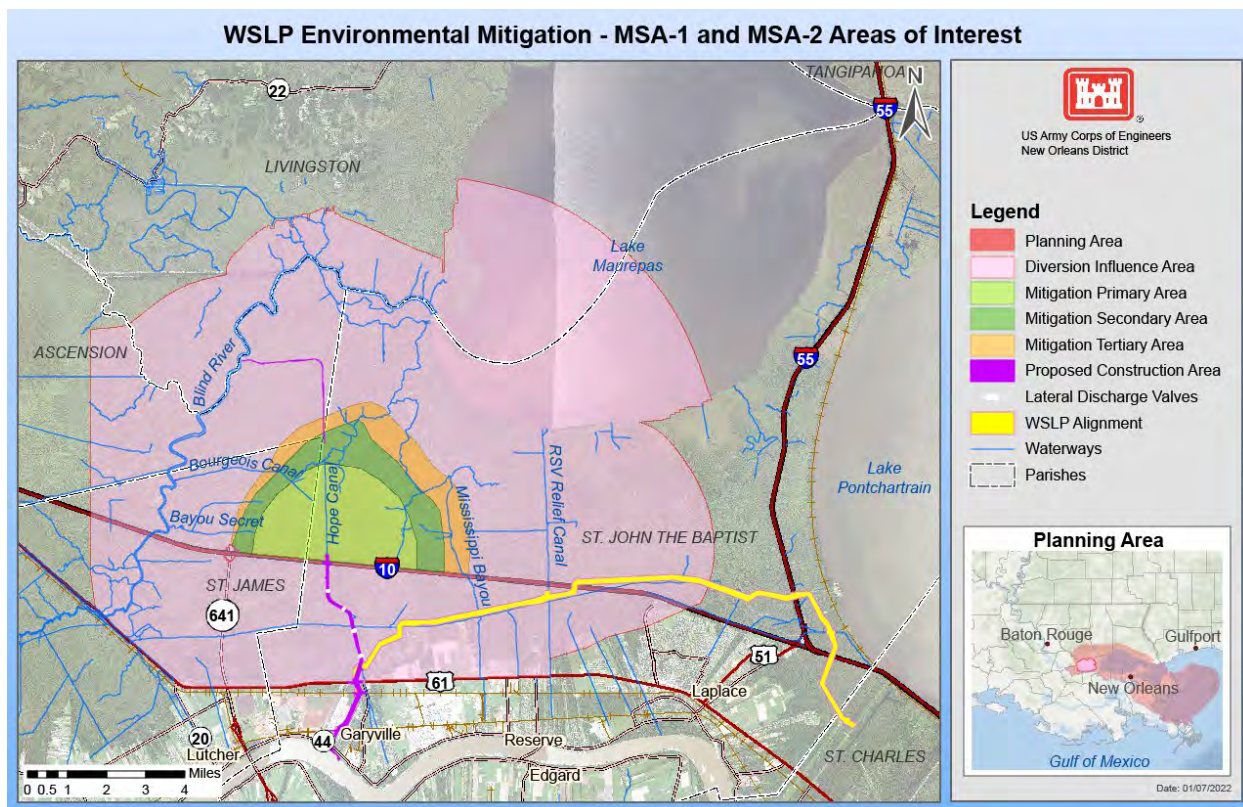 WSLP Environmental Mitigation - MSA-1 and MSA-2 Areas of Interest
TANGIPAHOA
N
22
55
LIVINGSTON
Lake
Maurepas
ASCENSION
Blind River
55
Bourgeois Canal
Hope Canal
Mississippi Bayou
RSV Relief Canal
Lake
Pontchartrain
Bayou Secret
ST. JOHN THE BAPTIST
10
ST. JAMES
641
51
61
Laplace
20
Lutcher
44
Garyville
Reserve
Edgard
ST. CHARLES
Miles
0 0.5 1 2 3 4
®
US Army Corps of Engineers
New Orleans District
Legend
Planning Area
Diversion Influence Area
Mitigation Primary Area
Mitigation Secondary Area
Mitigation Tertiary Area
Proposed Construction Area
Lateral Discharge Valves
WSLP Alignment
Waterways
Parishes
Planning Area
Baton Rouge
Gulfport
New Orleans
Gulf of Mexico
Date: 01/07/2022